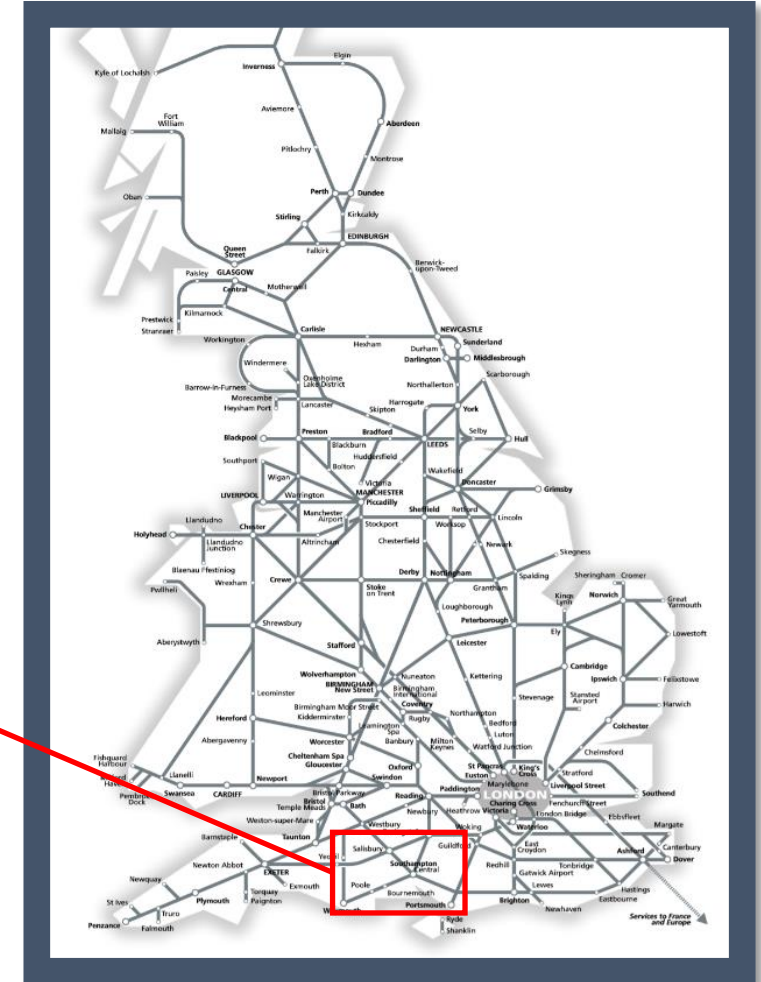 Elgin
Inverness
Kyle of Lochalsh
Aviemore
Fort
William
Aberdeen
Mallaig
Pitlochry
Montrose
Perth
Dundee
Oban
Stirling
Kirkcaldy
EDINBURGH
Queen
Street
Falkirk
Berwick-
upon-Tweed
Paisley
GLASGOW
Central
Motherwell
Kilmarnock
Prestwick
Stranraer
Carlisle
NEWCASTLE
Workington
Hexham
Sunderland
Durham
Darlington
Middlesbrough
Windermere
Scarborough
Oxenholme
Lake District
Barrow-in-Furness
Northallerton
Morecambe
Heysham Port
Lancaster
Harrogate
Skipton
York
Blackpool
Preston
Bradford
Selby
Blackburn
LEEDS
Hull
Huddersfield
Southport
Bolton
Wakefield
Wigan
Victoria
MANCHESTER
Piccadilly
Doncaster
Grimsby
LIVERPOOL
Warrington
Manchester
Airport
Sheffield
Retford
Llandudno
Stockport
Worksop
Lincoln
Holyhead
Chester
Llandudno
Junction
Altrincham
Chesterfield
Newark
Skegness
Blaenau Ffestiniog
Wrexham
Crewe
Derby
Nottingham
Spalding
Sheringham
Cromer
Pwllheli
Stoke
on Trent
Grantham
Kings
Lynn
Norwich
Great
Yarmouth
Loughborough
Peterborough
Shrewsbury
Ely
Lowestoft
Aberystwyth
Stafford
Leicester
Wolverhampton
Cambridge
BIRMINGHAM
New Street
Nuneaton
Kettering
Ipswich
Felixstowe
Birmingham
International
Leominster
Stevenage
Stansted
Airport
Birmingham Moor Street
Coventry
Harwich
Kidderminster
Rugby
Northampton
Hereford
Leamington
Spa
Bedford
Colchester
Abergavenny
Worcester
Banbury
Milton
Keynes
Luton
Watford Junction
Chelmsford
Cheltenham Spa
Gloucester
Oxford
St Pancras
Euston
King's
Cross
Stratford
Fishguard
Harbour
Llanelli
Newport
Swindon
Marylebone
Liverpool Street
Haven
Pembroke
Dock
Swansea
CARDIFF
Bristol Parkway
Reading
Paddington
LONDON
Southend
Bristol
Temple Meads
Bath
Newbury
Heathrow
Victoria
Charing Cross
Fenchurch Street
London Bridge
Ebbsfleet
Weston-super-Mare
Westbury
Woking
Waterloo
Margate
Barnstaple
Taunton
Guildford
East
Croydon
Canterbury
Salisbury
Ashford
Dover
Newton Abbot
Southampton
Central
Redhill
Tonbridge
EXETER
Gatwick Airport
Newquay
Exmouth
Poole
Bournemouth
Lewes
Hastings
St Ives
Plymouth
Torquay
Paignton
Portsmouth
Brighton
Eastbourne
Truro
Newhaven
Penzance
Falmouth
Ryde
Shanklin
Services to France
and Europe